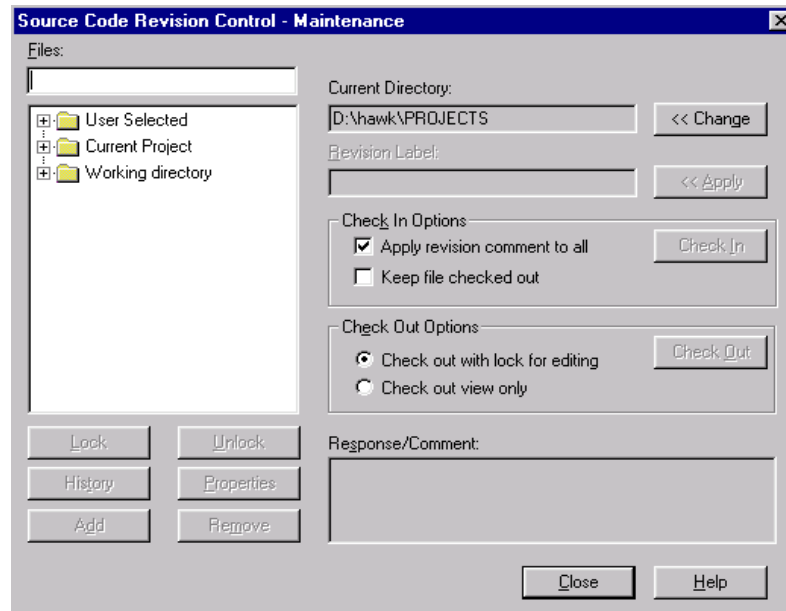 Source Code Revision Control - Maintenance
Files:
User Selected
Current Project
Working directory
Lock
Unlock
History
Properties
Add
Remove
Current Directory:
D:\hawk\PROJECTS
<< Change
Revision Label:
<< Apply
Check In Options
Apply revision comment to all
Keep file checked out
Check In
Check Out Options
Check out with lock for editing
Check out view only
Check Out
Response/Comment:
Close
Help